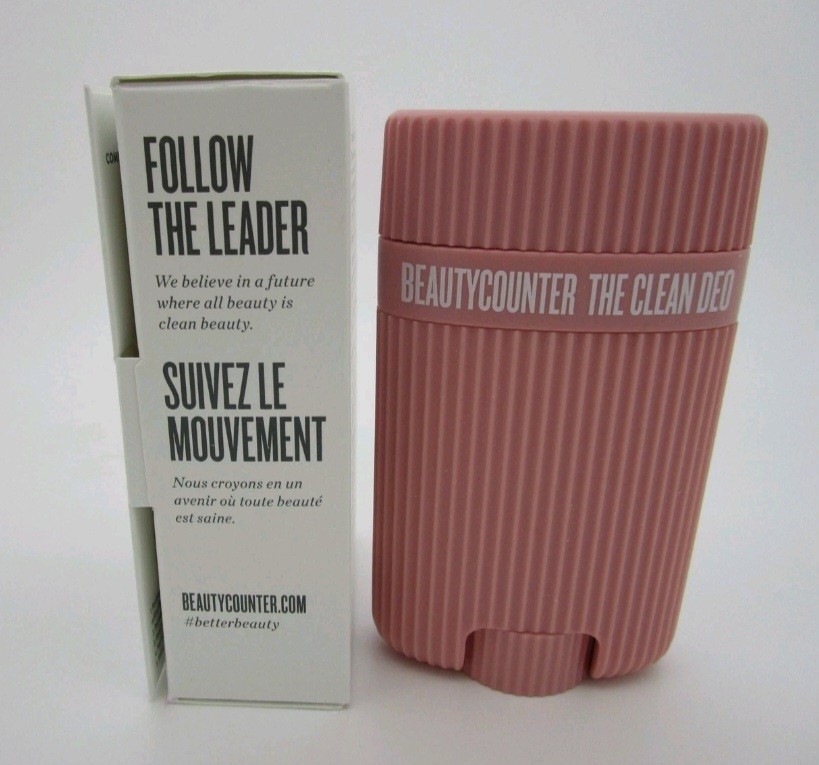 FOLLOW
THE LEADER
We believe in a future
where all beauty is
clean beauty.
SUIVEZ LE
MOUVEMENT
Nous croyons en un
avenir où toute beauté
est saine.
BEAUTYCOUNTER.COM
#betterbeauty
BEAUTYCOUNTER THE CLEAN DEO